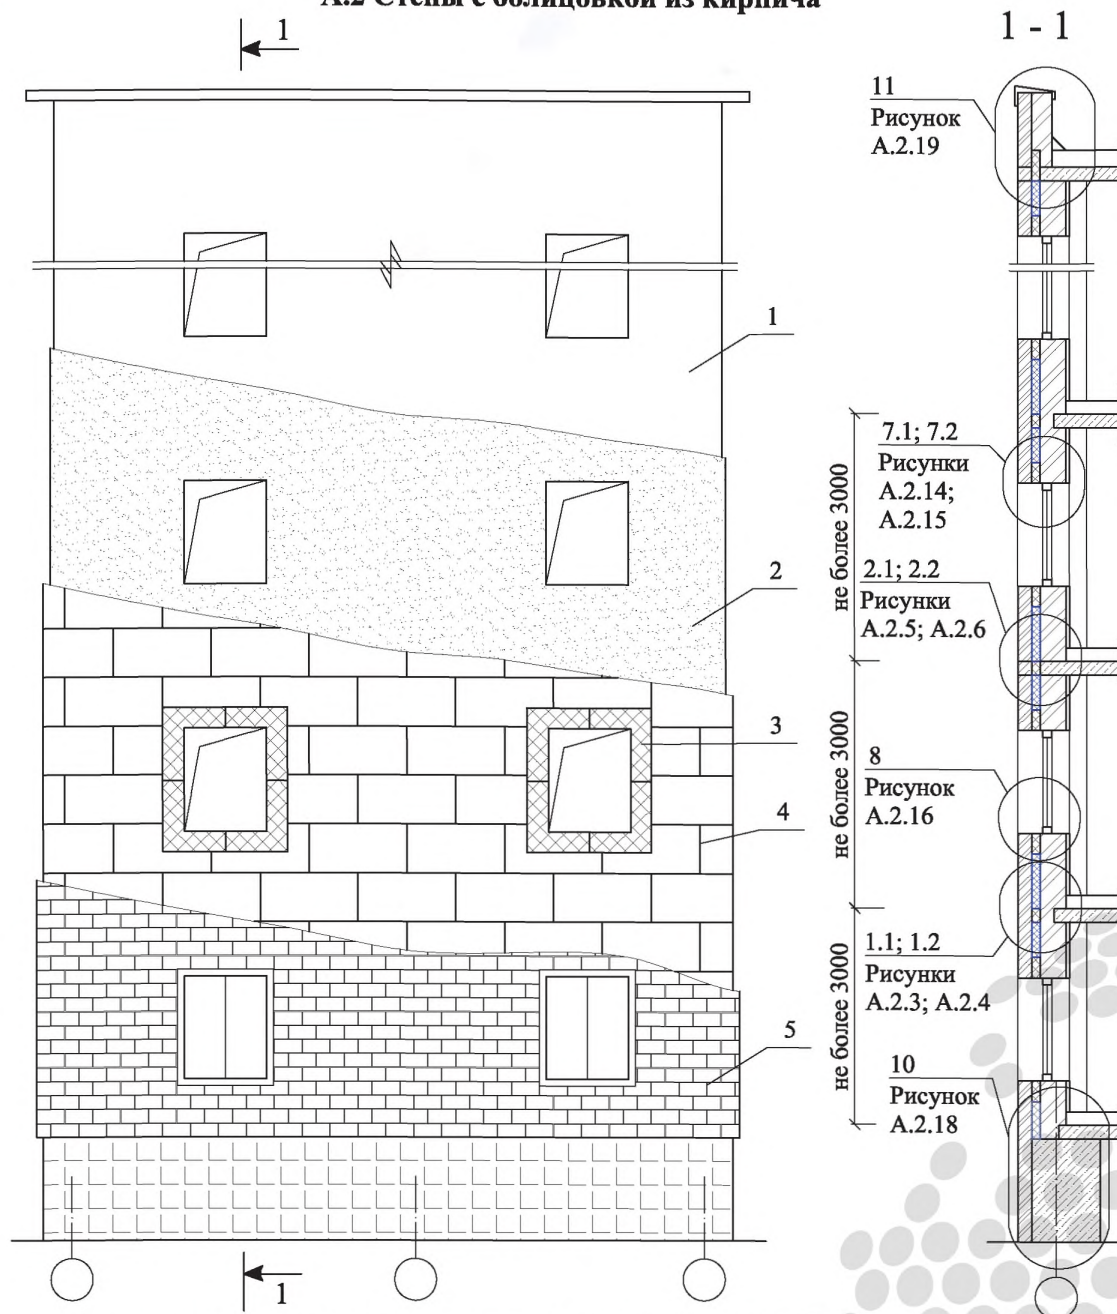 А.2 Стены с облицовкой из кирпича
1
1 - 1
11
Рисунок
А.2.19
1
7.1; 7.2
Рисунки
А.2.14;
А.2.15
не более 3000
2
2.1; 2.2
Рисунки
А.2.5; А.2.6
3
не более 3000
8
Рисунок
А.2.16
4
1.1; 1.2
Рисунки
А.2.3; А.2.4
не более 3000
5
10
Рисунок
А.2.18
1